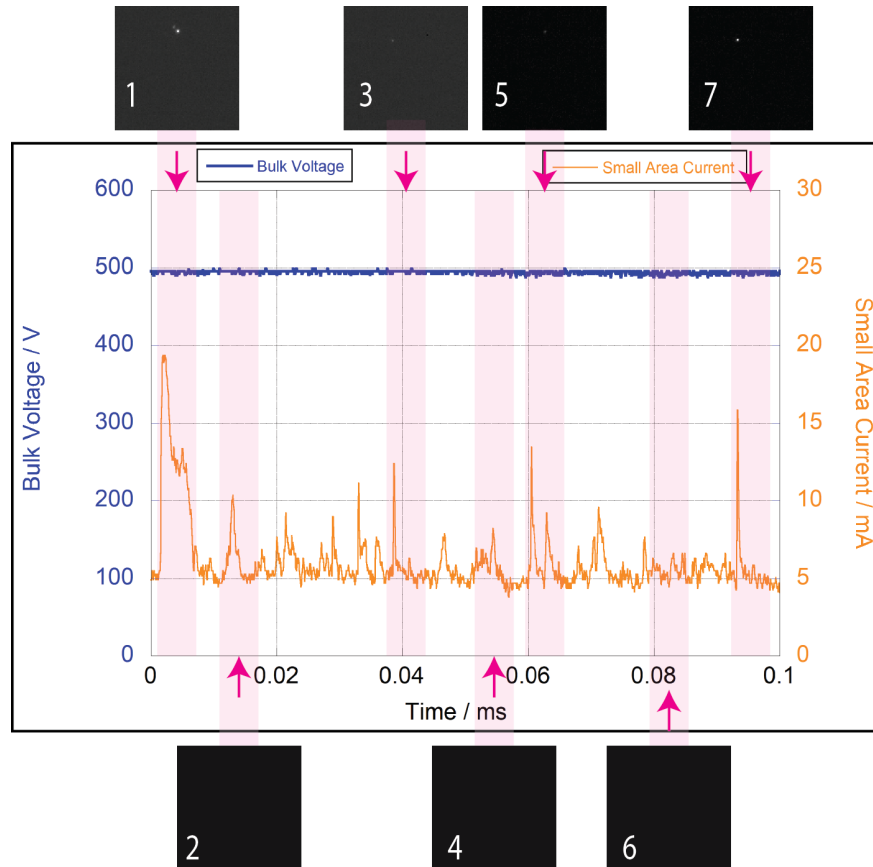 1 3 5 7
Bulk Voltage Small Area Current
600 30
500 25
400 20
300 15
200 10
100 5
0 0
Bulk Voltage / V
Small Area Current / mA
0 0.02 0.04 0.06 0.08 0.1
Time / ms
2 4 6